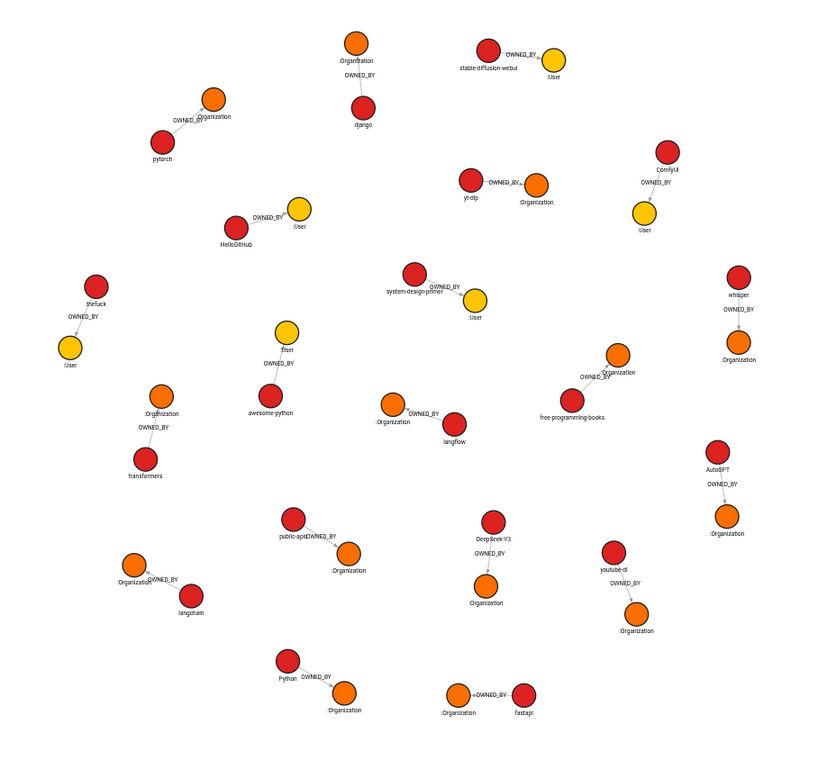 :Organization
OWNED_BY
django
OWNED_BY
stable-diffusion-webui
:User
:Organization
OWNED_BY
pytorch
ComfyUI
OWNED_BY
:User
OWNED_BY
yt-dlp
:Organization
OWNED_BY
:User
HelloGitHub
system-design-primer
OWNED_BY
:User
whisper
OWNED_BY
:Organization
thefuck
OWNED_BY
:User
:User
OWNED_BY
awesome-python
:Organization
OWNED_BY
free-programming-books
:Organization
OWNED_BY
transformers
:Organization
OWNED_BY
langflow
AutoGPT
OWNED_BY
:Organization
public-apis
OWNED_BY
:Organization
DeepSeek-V3
OWNED_BY
:Organization
youtube-dl
OWNED_BY
:Organization
:Organization
OWNED_BY
langchain
Python
OWNED_BY
:Organization
OWNED_BY
:Organization
fastapi